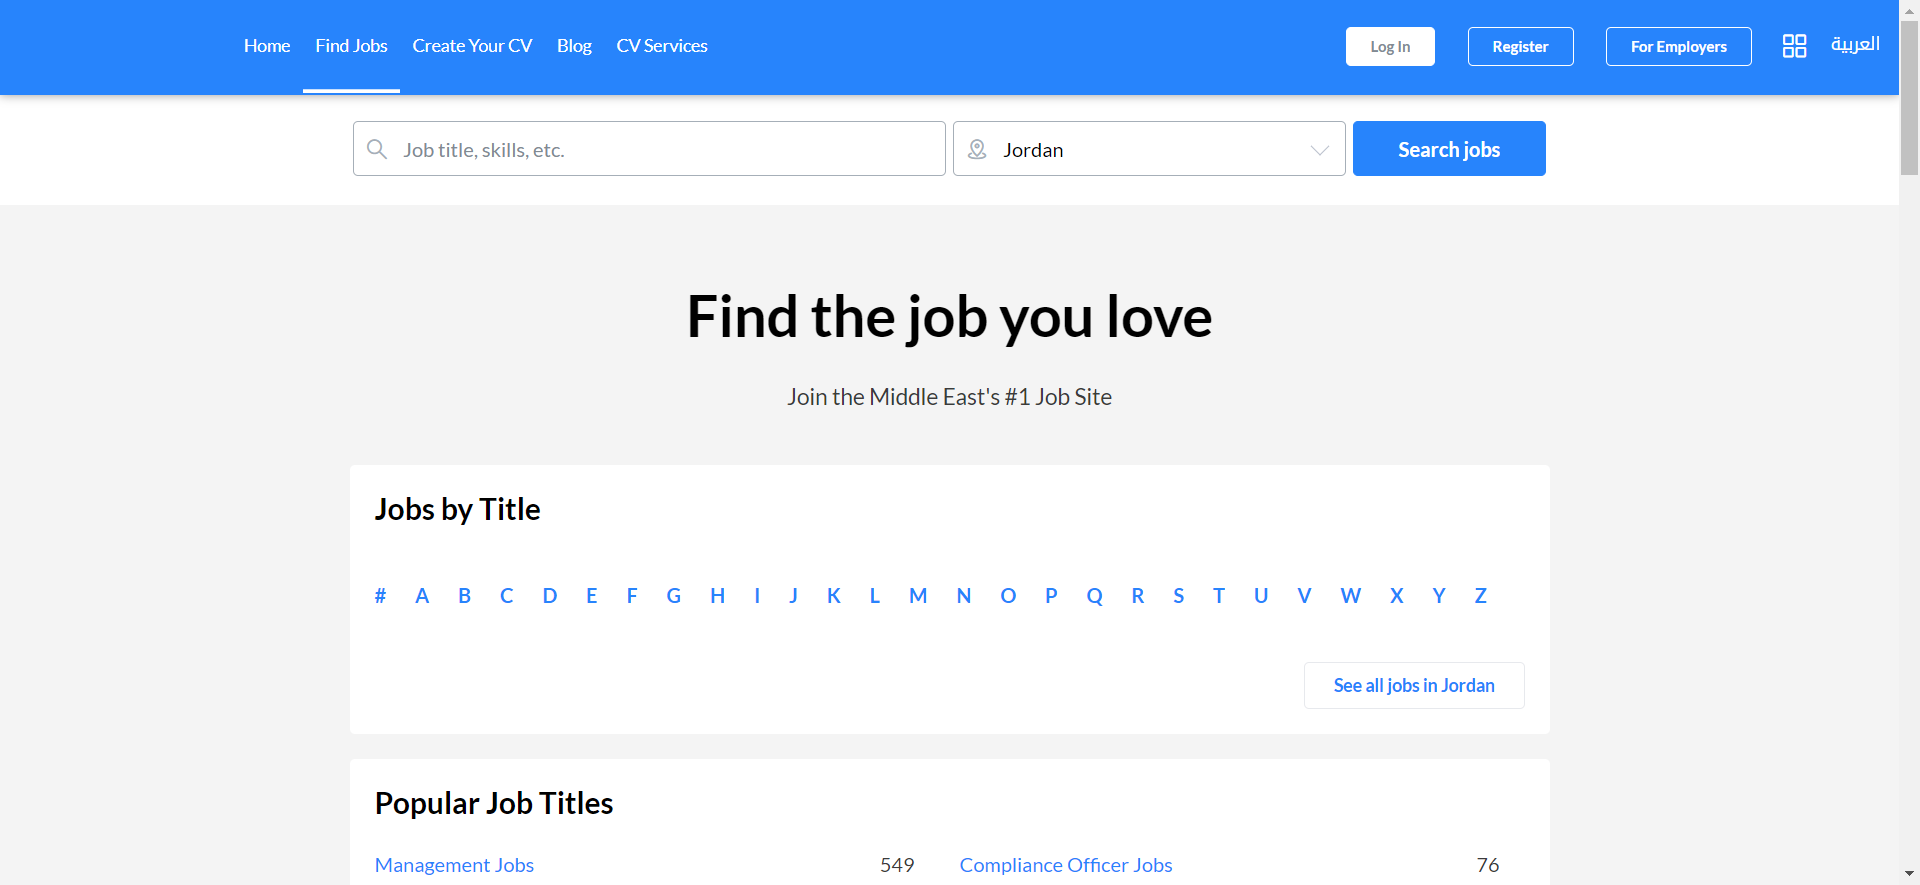 Home Find Jobs Create Your CV Blog CV Services Log In Register For Employers العربية
Job title, skills, etc. Jordan Search jobs
Find the job you love
Join the Middle East's #1 Job Site
Jobs by Title
# A B C D E F G H I J K L M N O P Q R S T U V W X Y Z
See all jobs in Jordan
Popular Job Titles
Management Jobs 549 Compliance Officer Jobs 76